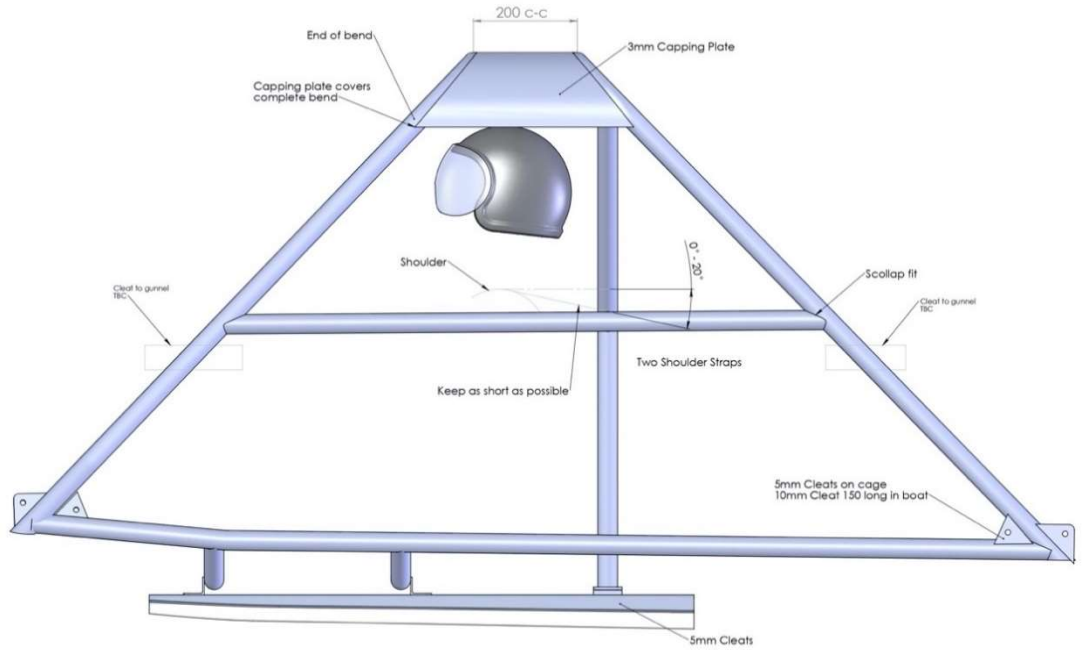 200 c-c
End of bend
3mm Capping Plate
Capping plate covers
complete bend
Shoulder
0° - 20°
Scollap fit
Cleat to gunnel
TBC
Cleat to gunnel
TBC
Two Shoulder Straps
Keep as short as possible
5mm Cleats on cage
10mm Cleat 150 long in boat
5mm Cleats